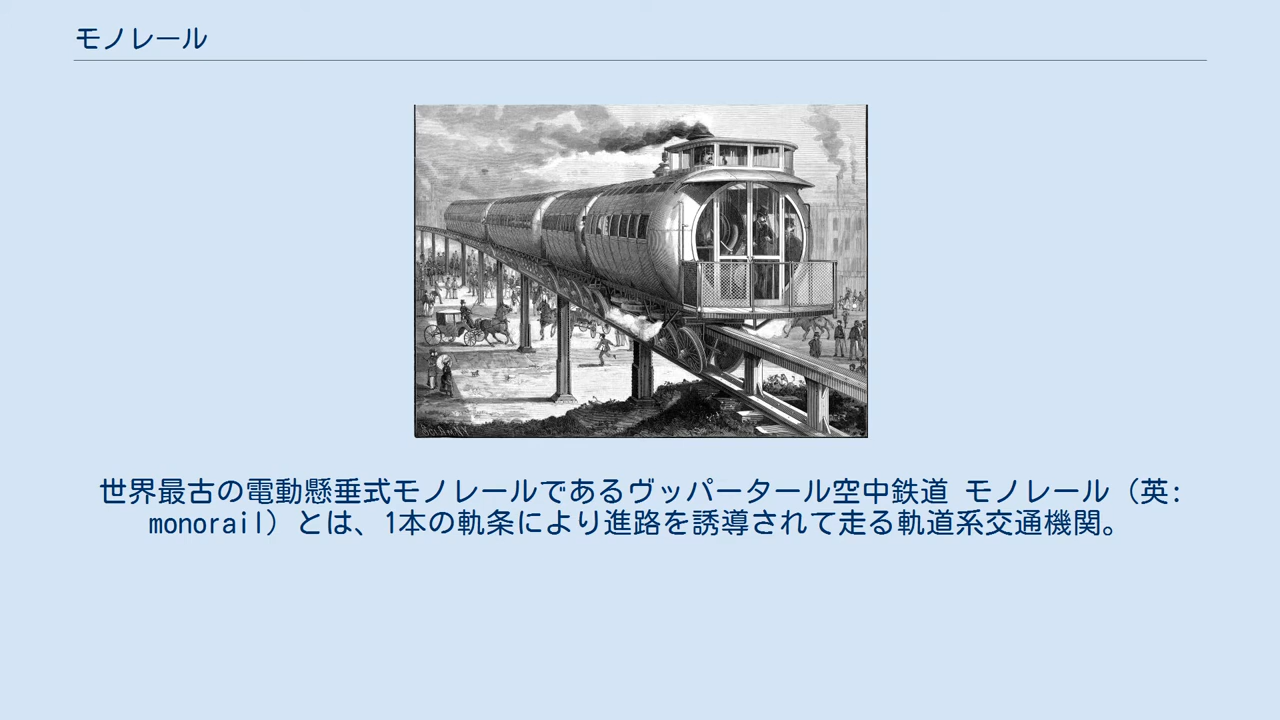 モノレール
世界最古の電動懸垂式モノレールであるヴッパータール空中鉄道 モノレール（英:
monorail）とは、1本の軌条により進路を誘導されて走る軌道系交通機関。